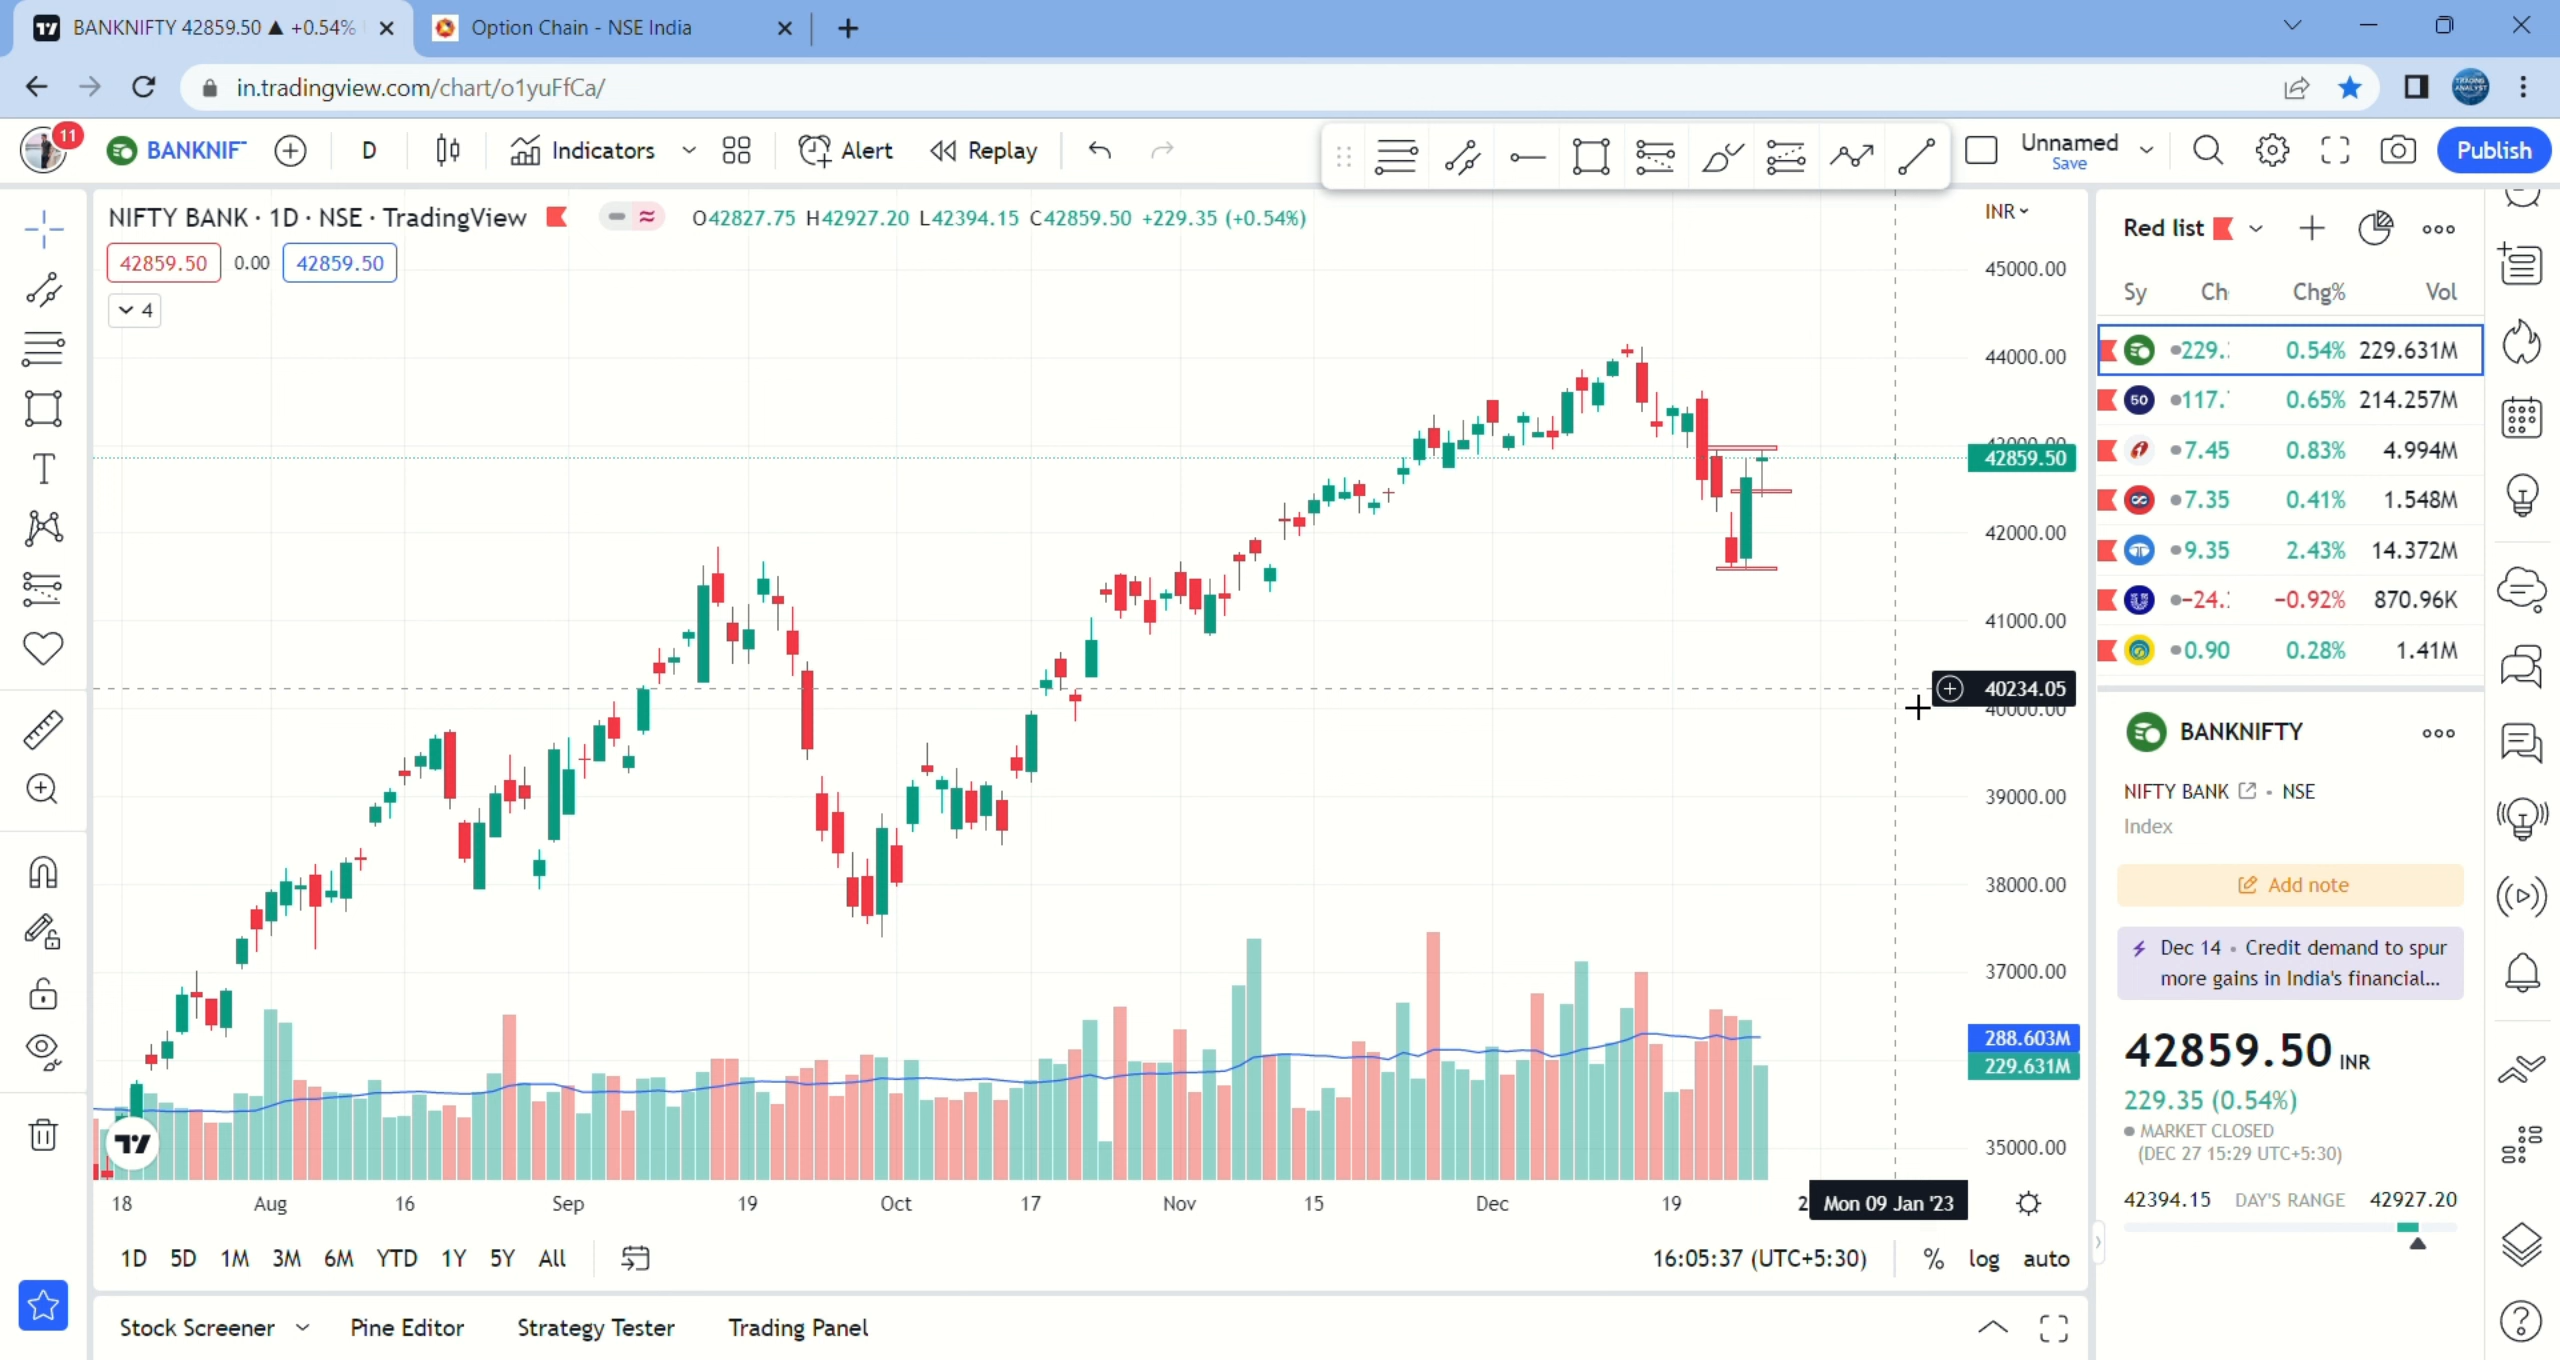 BANKNIFTY 42859.50 ▲ +0.54%
Option Chain - NSE India
in.tradingview.com/chart/o1yuFfCa/
11
BANKNIF
D
Indicators
Alert
Replay
Unnamed
Save
Publish
NIFTY BANK · 1D · NSE · TradingView
O42827.75 H42927.20 L42394.15 C42859.50 +229.35 (+0.54%)
42859.50 0.00 42859.50
4
INR
45000.00
44000.00
43000.00
42859.50
42000.00
41000.00
40234.05
40000.00
39000.00
38000.00
37000.00
288.603M
229.631M
35000.00
18 Aug 16 Sep 19 Oct 17 Nov 15 Dec 19 2 Mon 09 Jan '23
1D 5D 1M 3M 6M YTD 1Y 5Y All
16:05:37 (UTC+5:30) % log auto
Stock Screener Pine Editor Strategy Tester Trading Panel
Red list
Sy Ch Chg% Vol
229. 0.54% 229.631M
50 117. 0.65% 214.257M
7.45 0.83% 4.994M
7.35 0.41% 1.548M
9.35 2.43% 14.372M
-24. -0.92% 870.96K
0.90 0.28% 1.41M
BANKNIFTY
NIFTY BANK · NSE
Index
Add note
Dec 14 · Credit demand to spur
more gains in India's financial...
42859.50 INR
229.35 (0.54%)
MARKET CLOSED
(DEC 27 15:29 UTC+5:30)
42394.15 DAY'S RANGE 42927.20